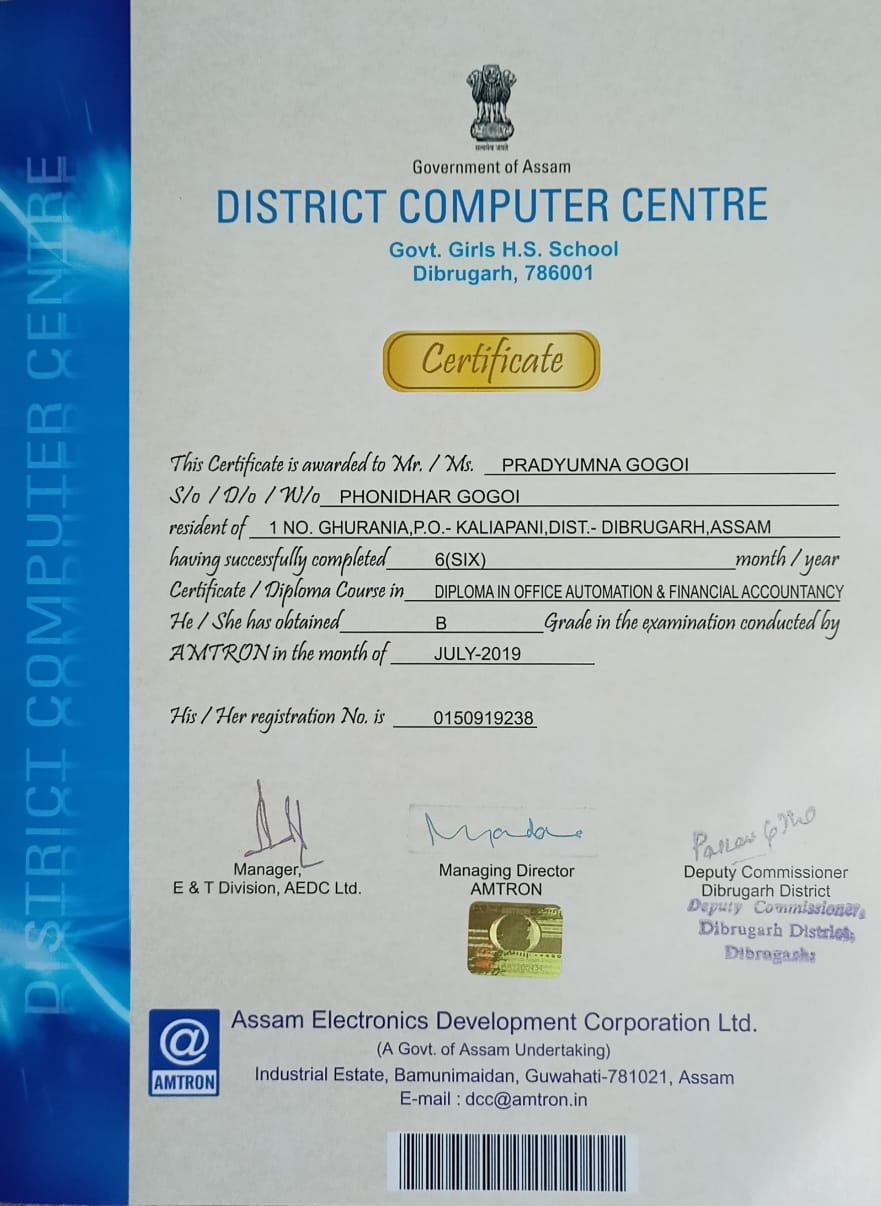 सत्यमेव जयते
Government of Assam
DISTRICT COMPUTER CENTRE
Govt. Girls H.S. School
Dibrugarh, 786001
Certificate
This Certificate is awarded to Mr. / Ms. PRADYUMNA GOGOI
S/o / D/o / W/o PHONIDHAR GOGOI
resident of 1 NO. GHURANIA,P.O.- KALIAPANI,DIST.- DIBRUGARH,ASSAM
having successfully completed 6(SIX) month / year
Certificate / Diploma Course in DIPLOMA IN OFFICE AUTOMATION & FINANCIAL ACCOUNTANCY
He / She has obtained B Grade in the examination conducted by
AMTRON in the month of JULY-2019
His / Her registration No. is 0150919238
Manager,
E & T Division, AEDC Ltd.
Managing Director
AMTRON
Deputy Commissioner
Dibrugarh District
Deputy Commissioner,
Dibrugarh District,
DISTRICT COMPUTER CENTRE
@
AMTRON
Assam Electronics Development Corporation Ltd.
(A Govt. of Assam Undertaking)
Industrial Estate, Bamunimaidan, Guwahati-781021, Assam
E-mail : dcc@amtron.in